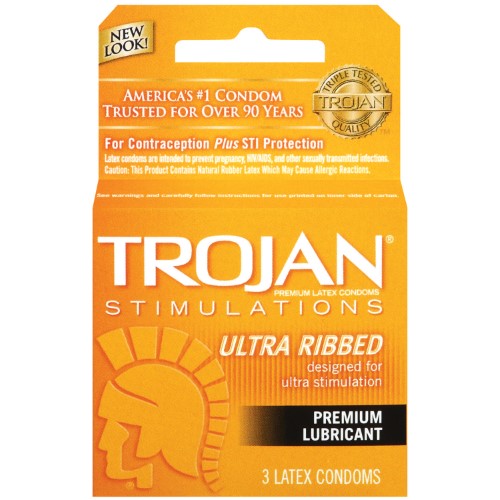 NEW
LOOK!
AMERICA'S #1 CONDOM
TRUSTED FOR OVER 90 YEARS
TRIPLE TESTED
TROJAN
QUALITY
™
For Contraception Plus STI Protection
Latex condoms are intended to prevent pregnancy, HIV/AIDS, and other sexually transmitted infections.
Caution: This Product Contains Natural Rubber Latex Which May Cause Allergic Reactions.
See warnings and carefully follow instructions for use printed on inner side of carton.
TROJAN®
PREMIUM LATEX CONDOMS
STIMULATIONS
ULTRA RIBBED
designed for
ultra stimulation
PREMIUM
LUBRICANT
3 LATEX CONDOMS